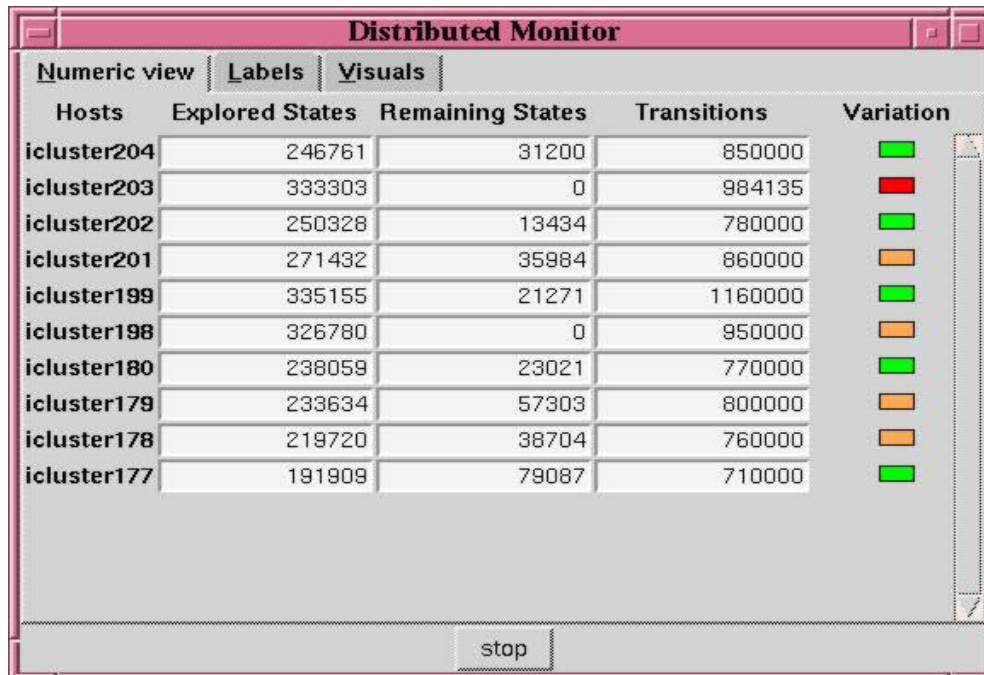 Distributed Monitor
Numeric view Labels Visuals
Hosts Explored States Remaining States Transitions Variation
icluster204 246761 31200 850000
icluster203 333303 0 984135
icluster202 250328 13434 780000
icluster201 271432 35984 860000
icluster199 335155 21271 1160000
icluster198 326780 0 950000
icluster180 238059 23021 770000
icluster179 233634 57303 800000
icluster178 219720 38704 760000
icluster177 191909 79087 710000
stop